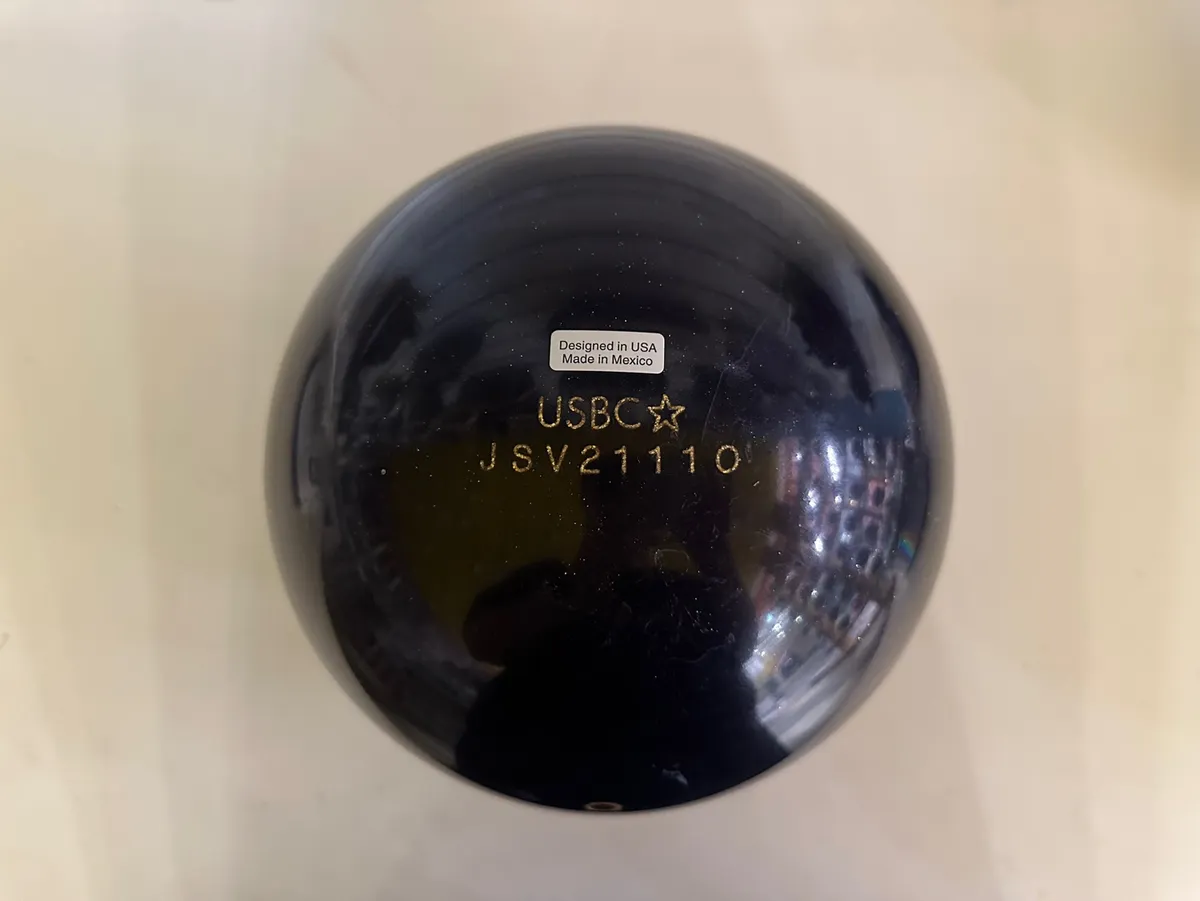 Designed in USA
Made in Mexico
USBC☆
JSV21110